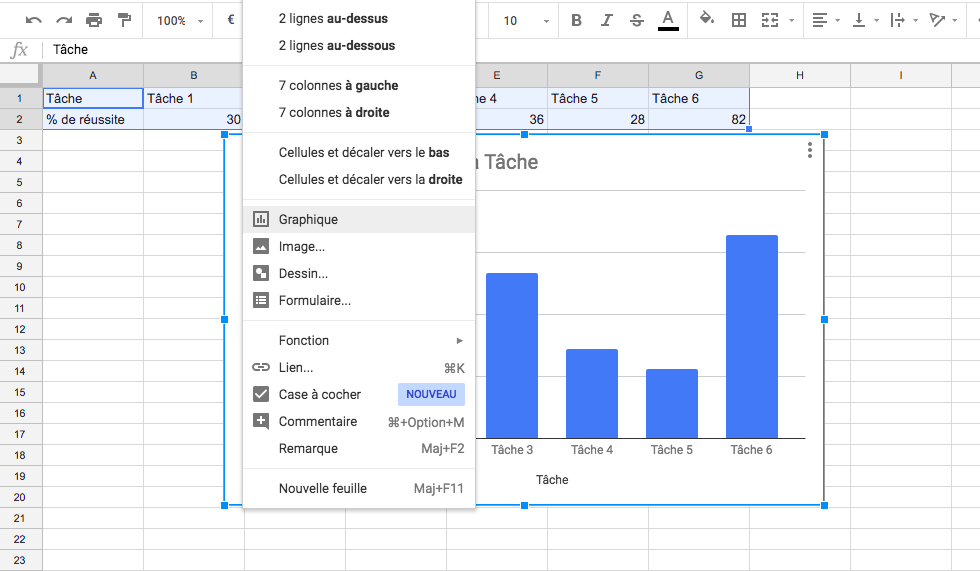 100%
€
10
B I S A
fx Tâche
A B E F G H I
1 Tâche Tâche 1 e 4 Tâche 5 Tâche 6
2 % de réussite 30 36 28 82
3
4
5
6
7
8
9
10
11
12
13
14
15
16
17
18
19
20
21
22
23
2 lignes au-dessus
2 lignes au-dessous
7 colonnes à gauche
7 colonnes à droite
Cellules et décaler vers le bas
Cellules et décaler vers la droite
Graphique
Image...
Dessin...
Formulaire...
Fonction
Lien... ⌘K
Case à cocher NOUVEAU
Commentaire ⌘+Option+M
Remarque Maj+F2
Nouvelle feuille Maj+F11
Tâche
Tâche 3 Tâche 4 Tâche 5 Tâche 6
Tâche